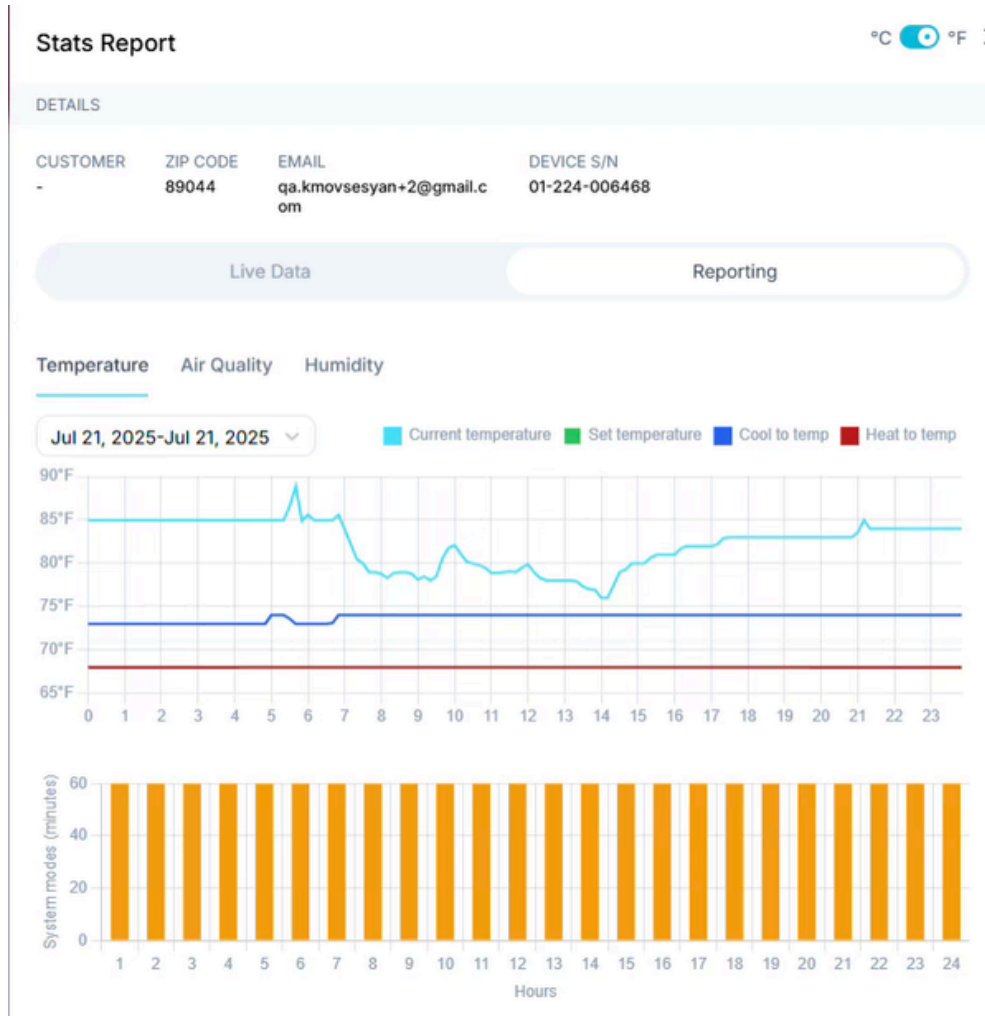 Stats Report
°C °F
DETAILS
CUSTOMER ZIP CODE EMAIL DEVICE S/N
- 89044 qa.kmovsesyan+2@gmail.c 01-224-006468
om
Live Data Reporting
Temperature Air Quality Humidity
Jul 21, 2025-Jul 21, 2025 Current temperature Set temperature Cool to temp Heat to temp
90°F
85°F
80°F
75°F
70°F
65°F
0 1 2 3 4 5 6 7 8 9 10 11 12 13 14 15 16 17 18 19 20 21 22 23
System modes (minutes)
60
40
20
0
1 2 3 4 5 6 7 8 9 10 11 12 13 14 15 16 17 18 19 20 21 22 23 24
Hours